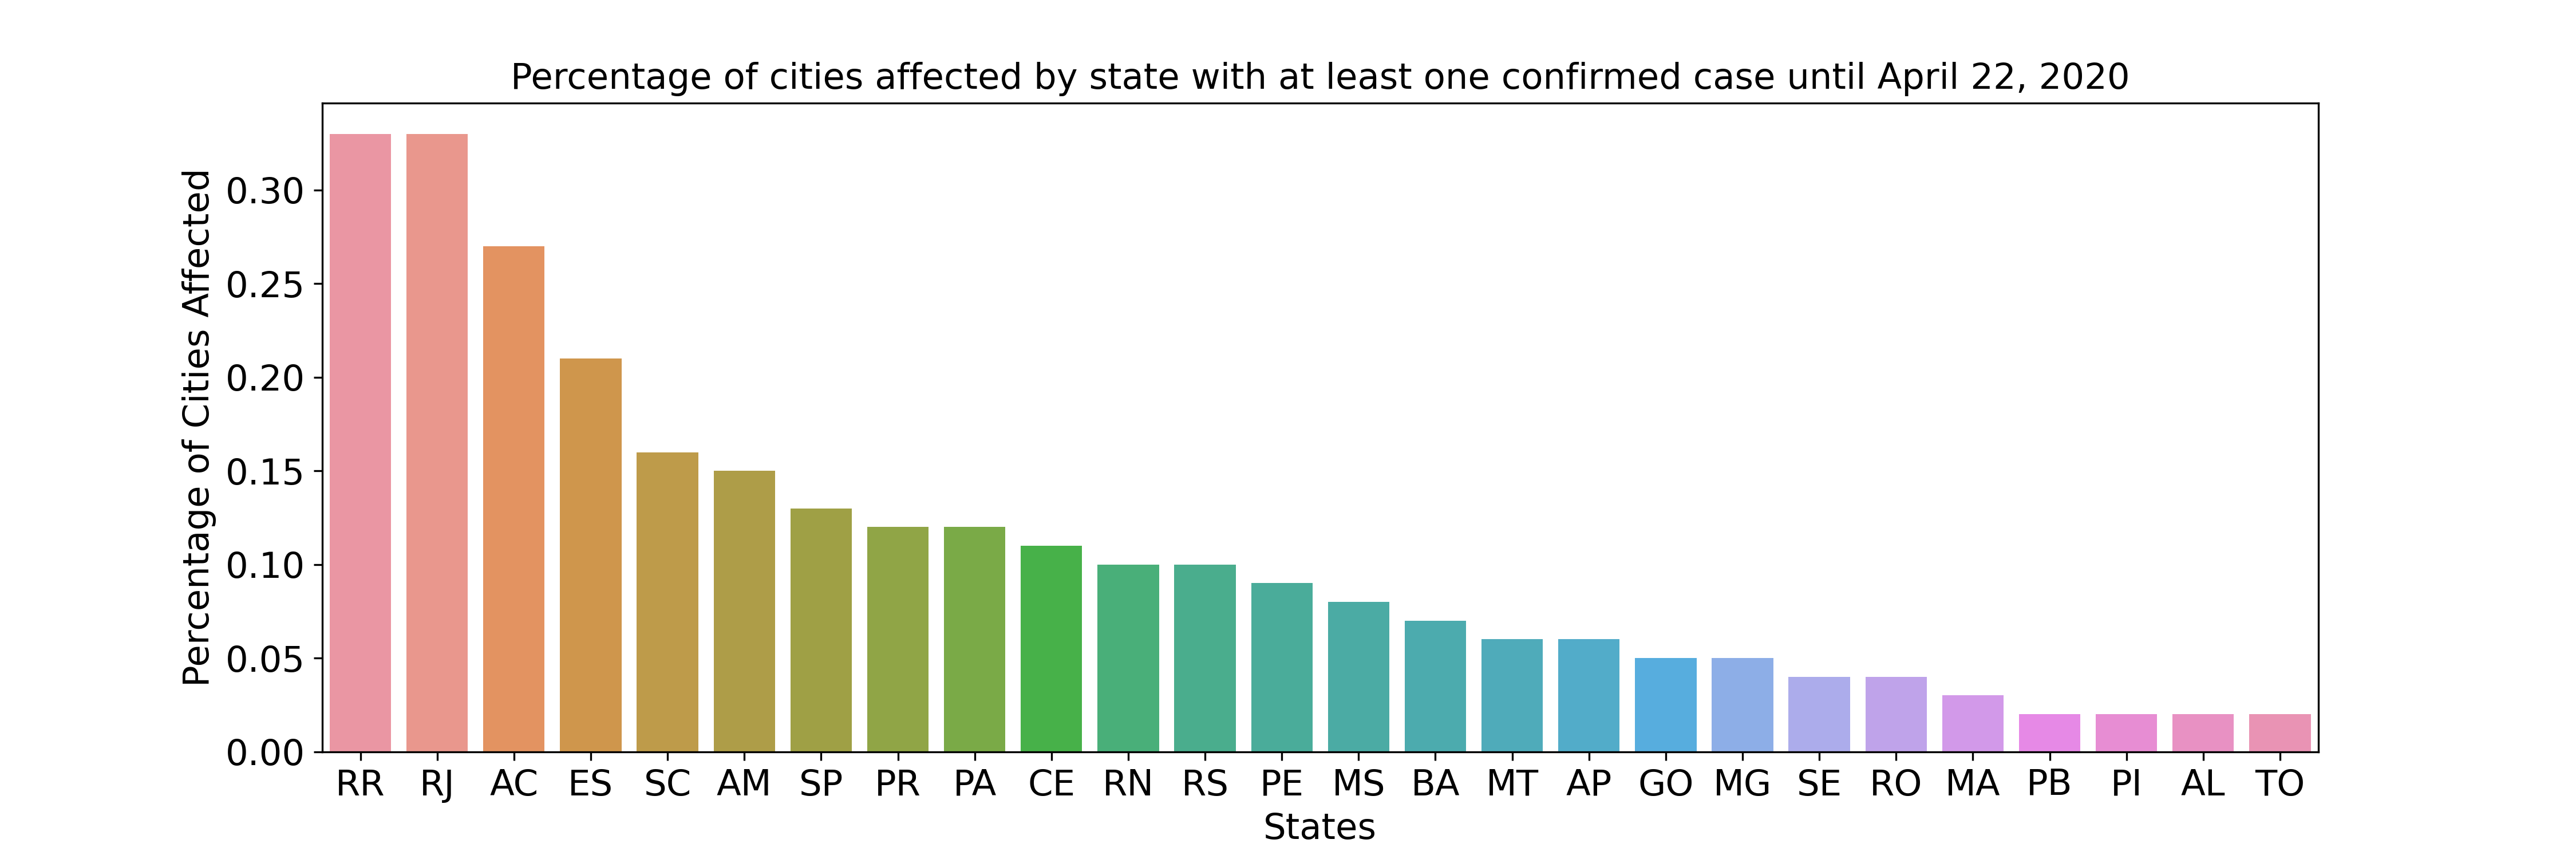 Percentage of cities affected by state with at least one confirmed case until April 22, 2020
Percentage of Cities Affected
0.30
0.25
0.20
0.15
0.10
0.05
0.00
RR RJ AC ES SC AM SP PR PA CE RN RS PE MS BA MT AP GO MG SE RO MA PB PI AL TO
States